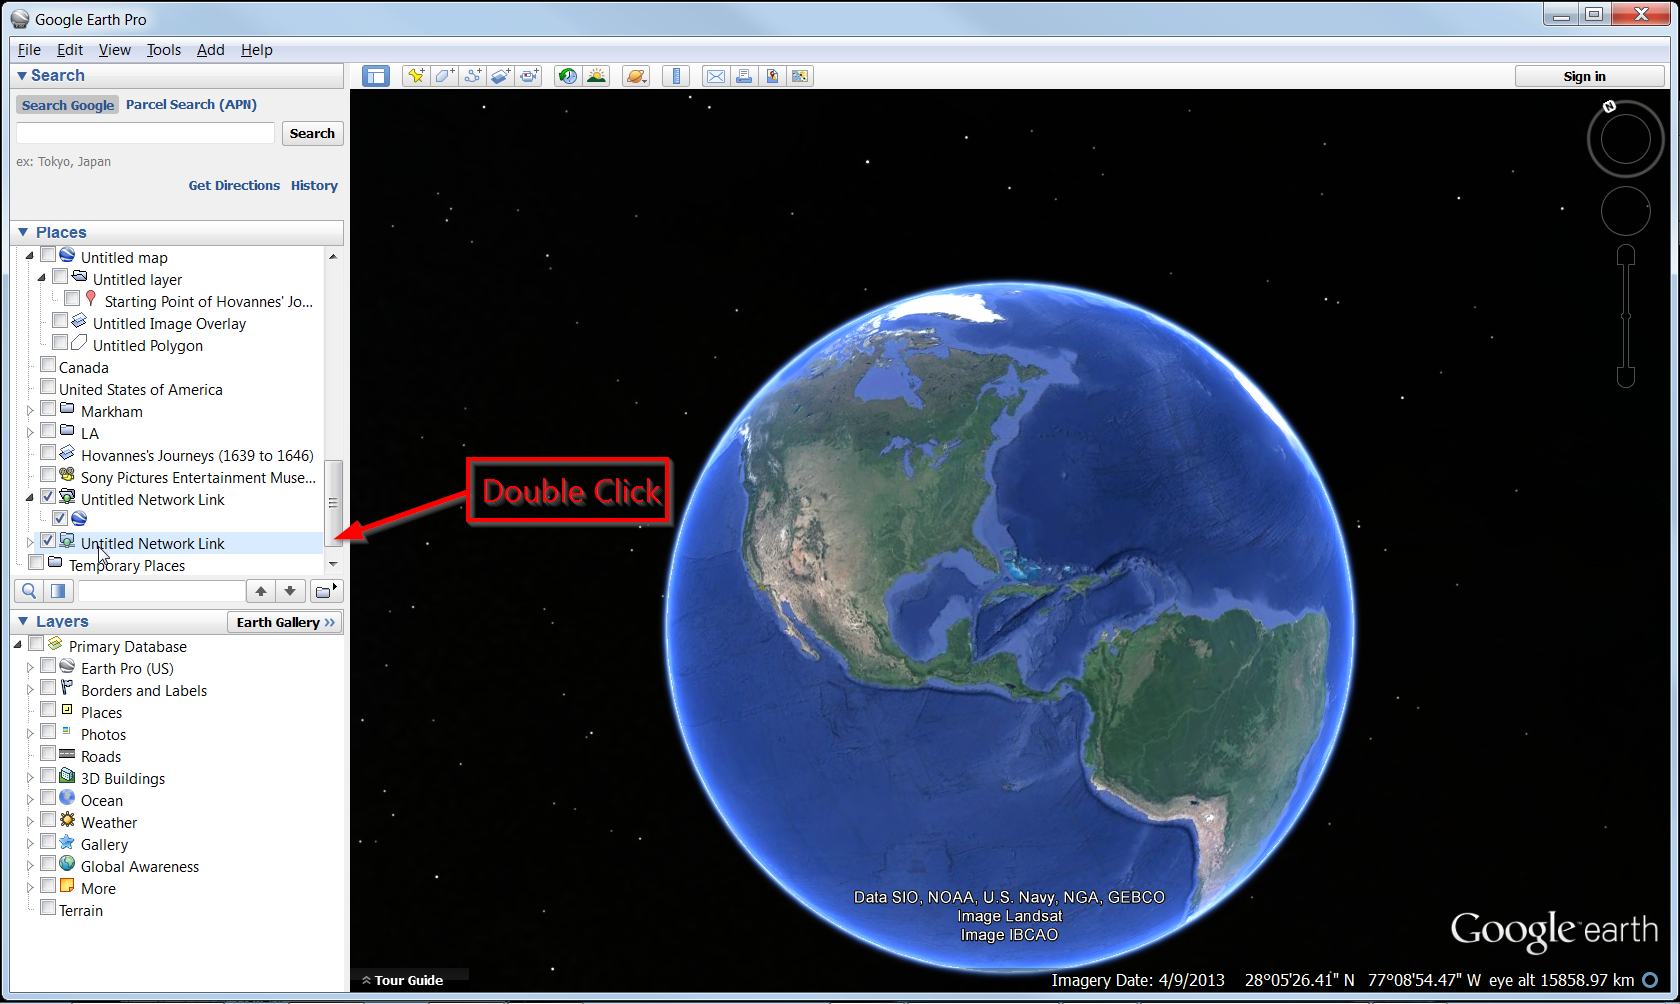 Google Earth Pro
File Edit View Tools Add Help
Search
Search Google Parcel Search (APN)
Search
ex: Tokyo, Japan
Get Directions History
Places
Untitled map
Untitled layer
Starting Point of Hovannes' Jo...
Untitled Image Overlay
Untitled Polygon
Canada
United States of America
Markham
LA
Hovannes's Journeys (1639 to 1646)
Sony Pictures Entertainment Muse...
Untitled Network Link
Untitled Network Link
Temporary Places
Layers
Earth Gallery »
Primary Database
Earth Pro (US)
Borders and Labels
Places
Photos
Roads
3D Buildings
Ocean
Weather
Gallery
Global Awareness
More
Terrain
Sign in
N
Double Click
Data SIO, NOAA, U.S. Navy, NGA, GEBCO
Image Landsat
Image IBCAO
Google earth
Tour Guide
Imagery Date: 4/9/2013 28°05'26.41" N 77°08'54.47" W eye alt 15858.97 km